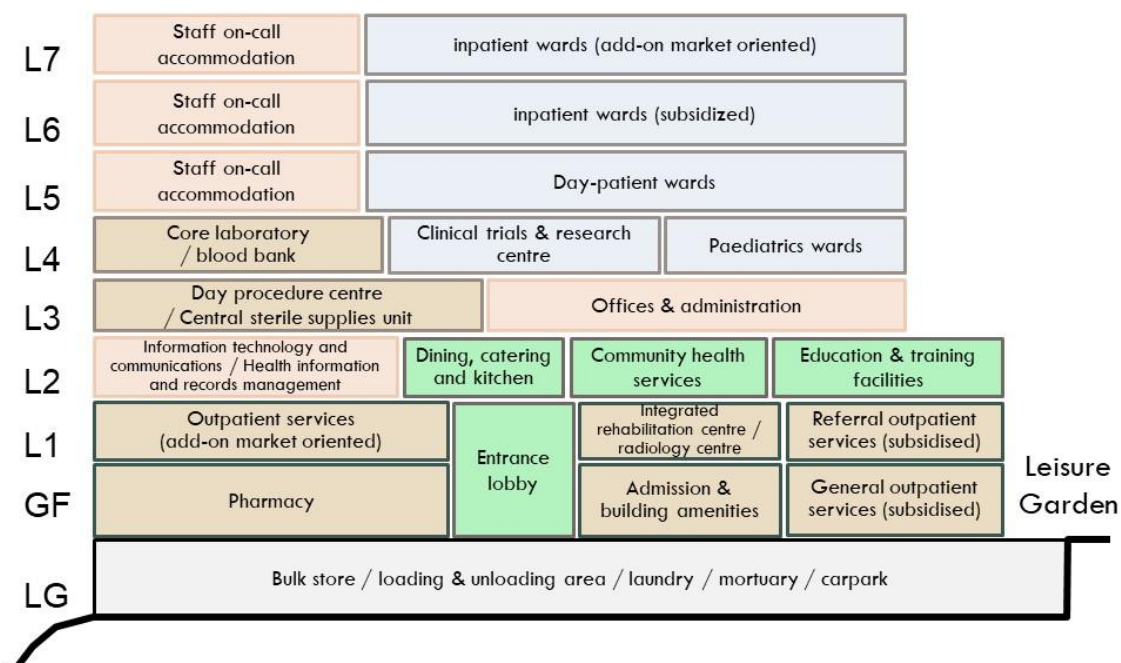 L7
Staff on-call
accommodation
inpatient wards (add-on market oriented)
L6
Staff on-call
accommodation
inpatient wards (subsidized)
L5
Staff on-call
accommodation
Day-patient wards
L4
Core laboratory
/ blood bank
Clinical trials & research
centre
Paediatrics wards
L3
Day procedure centre
/ Central sterile supplies unit
Offices & administration
L2
Information technology and
communications / Health information
and records management
Dining, catering
and kitchen
Community health
services
Education & training
facilities
L1
Outpatient services
(add-on market oriented)
Entrance
lobby
Integrated
rehabilitation centre /
radiology centre
Referral outpatient
services (subsidised)
GF
Pharmacy
Admission &
building amenities
General outpatient
services (subsidised)
Leisure
Garden
LG
Bulk store / loading & unloading area / laundry / mortuary / carpark